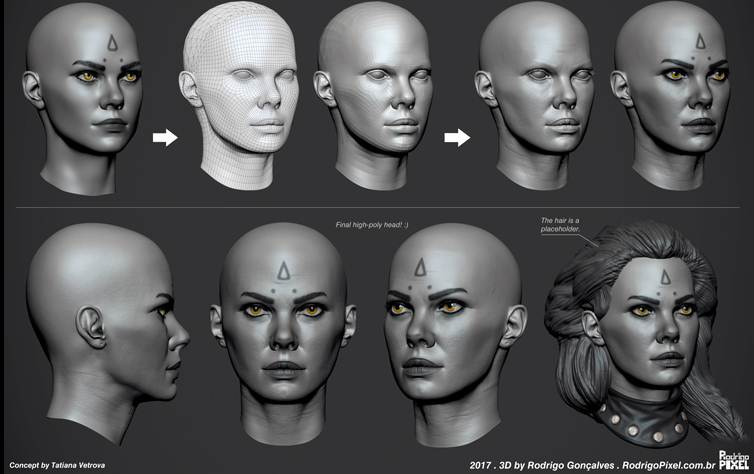 Final high-poly head! :)
The hair is a
placeholder.
Concept by Tatiana Vetrova
2017 . 3D by Rodrigo Gonçalves . RodrigoPixel.com.br
Rodrigo
PIXEL